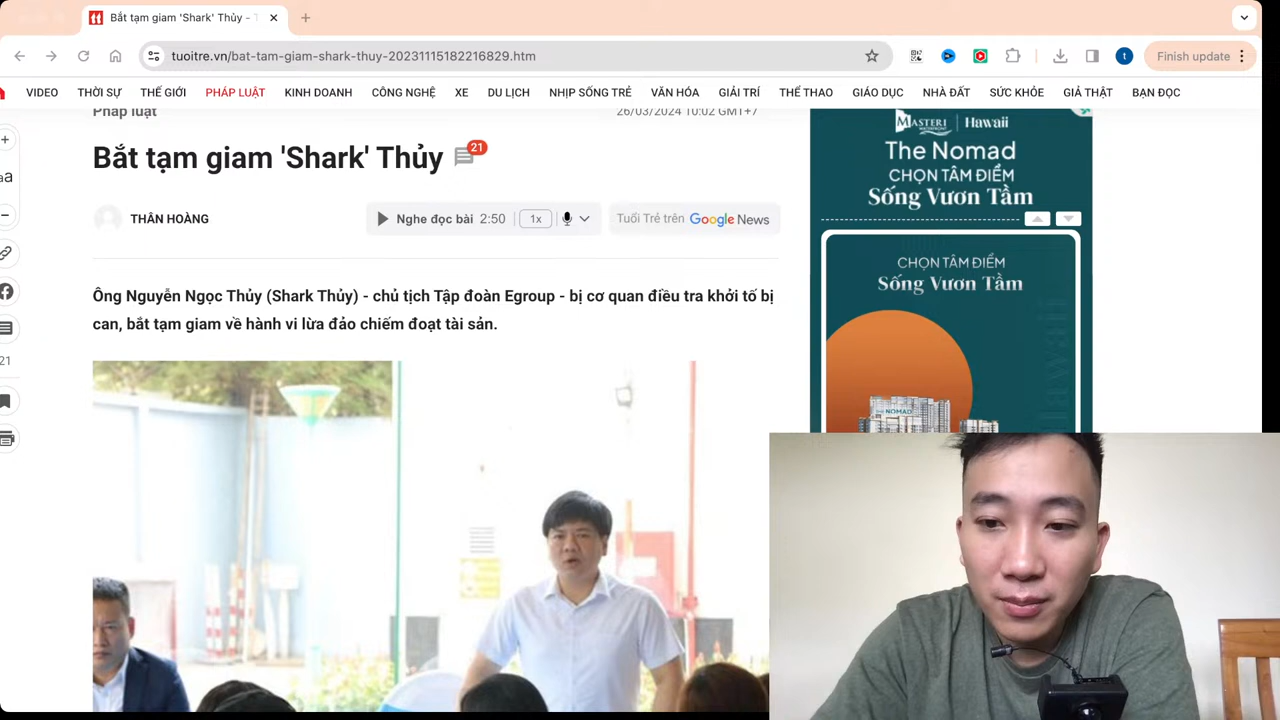 Bắt tạm giam 'Shark' Thủy - T
tuoitre.vn/bat-tam-giam-shark-thuy-20231115182216829.htm
t
Finish update
VIDEO THỜI SỰ THẾ GIỚI PHÁP LUẬT KINH DOANH CÔNG NGHỆ XE DU LỊCH NHỊP SỐNG TRẺ VĂN HÓA GIẢI TRÍ THỂ THAO GIÁO DỤC NHÀ ĐẤT SỨC KHỎE GIẢ THẬT BẠN ĐỌC
Pháp luật
26/03/2024 10:02 GMT+7
Bắt tạm giam 'Shark' Thủy
21
THÂN HOÀNG
Nghe đọc bài 2:50 1x
Tuổi Trẻ trên Google News
Ông Nguyễn Ngọc Thủy (Shark Thủy) - chủ tịch Tập đoàn Egroup - bị cơ quan điều tra khởi tố bị
can, bắt tạm giam về hành vi lừa đảo chiếm đoạt tài sản.
aA
21
MASTERI WATERFRONT | Hawaii
The Nomad
CHỌN TÂM ĐIỂM
Sống Vươn Tầm
CHỌN TÂM ĐIỂM
Sống Vươn Tầm
THE NOMAD